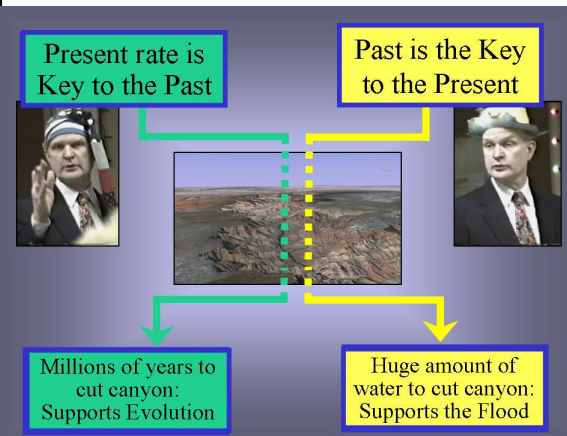 Present rate is
Key to the Past
Past is the Key
to the Present
Millions of years to
cut canyon:
Supports Evolution
Huge amount of
water to cut canyon:
Supports the Flood